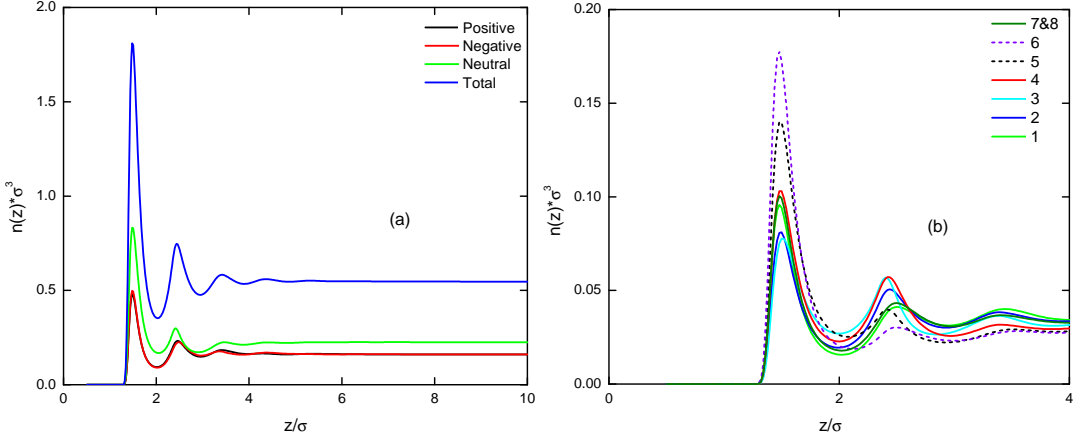 2.0
1.5
1.0
0.5
0.0
n(z)*σ³
0 2 4 6 8 10
z/σ
Positive
Negative
Neutral
Total
(a)
0.20
0.15
0.10
0.05
0.00
n(z)*σ³
0 1 2 3 4
z/σ
7&8
6
5
4
3
2
1
(b)